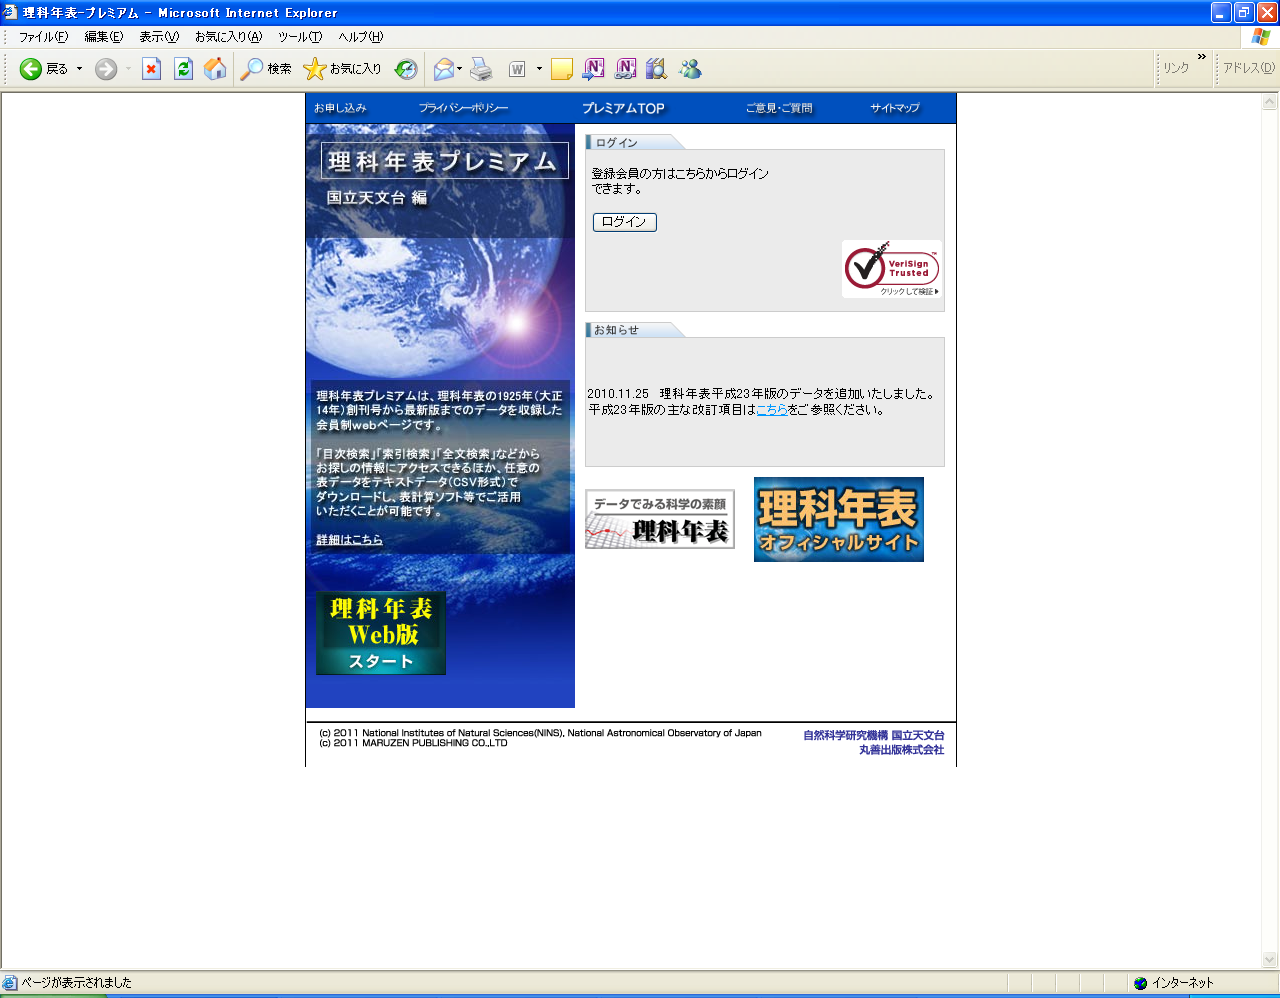 理科年表-プレミアム - Microsoft Internet Explorer
ファイル(F) 編集(E) 表示(V) お気に入り(A) ツール(T) ヘルプ(H)
戻る 検索 お気に入り リンク アドレス(D)
お申し込み プライバシーポリシー プレミアムTOP ご意見・ご質問 サイトマップ
理科年表プレミアム
国立天文台 編
理科年表プレミアムは、理科年表の1925年(大正
14年)創刊号から最新版までのデータを収録した
会員制webページです。
「目次検索」「索引検索」「全文検索」などから
お探しの情報にアクセスできるほか、任意の
表データをテキストデータ(CSV形式)で
ダウンロードし、表計算ソフト等でご活用
いただくことが可能です。
詳細はこちら
理科年表
Web版
スタート
ログイン
登録会員の方はこちらからログイン
できます。
ログイン
VeriSign
Trusted
クリックして検証
お知らせ
2010.11.25 理科年表平成23年版のデータを追加いたしました。
平成23年版の主な改訂項目はこちらをご参照ください。
データでみる科学の素顔
理科年表
理科年表
オフィシャルサイト
(c) 2011 National Institutes of Natural Sciences(NINS), National Astronomical Observatory of Japan
(c) 2011 MARUZEN PUBLISHING CO.,LTD
自然科学研究機構 国立天文台
丸善出版株式会社
ページが表示されました インターネット